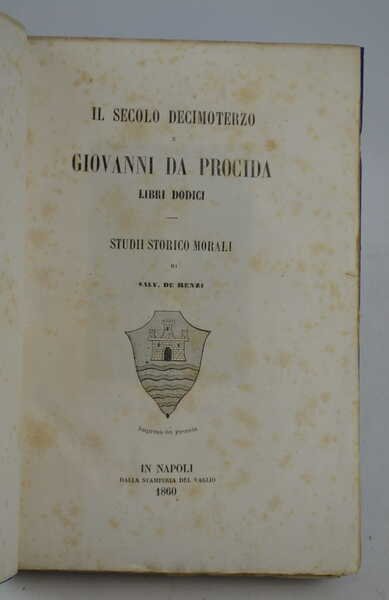 IL SECOLO DECIMOTERZO
E
GIOVANNI DA PROCIDA
LIBRI DODICI
STUDII STORICO MORALI
DI
SALV. DE RENZI
IN NAPOLI
DALLA STAMPERIA DEL VAGLIO
1860